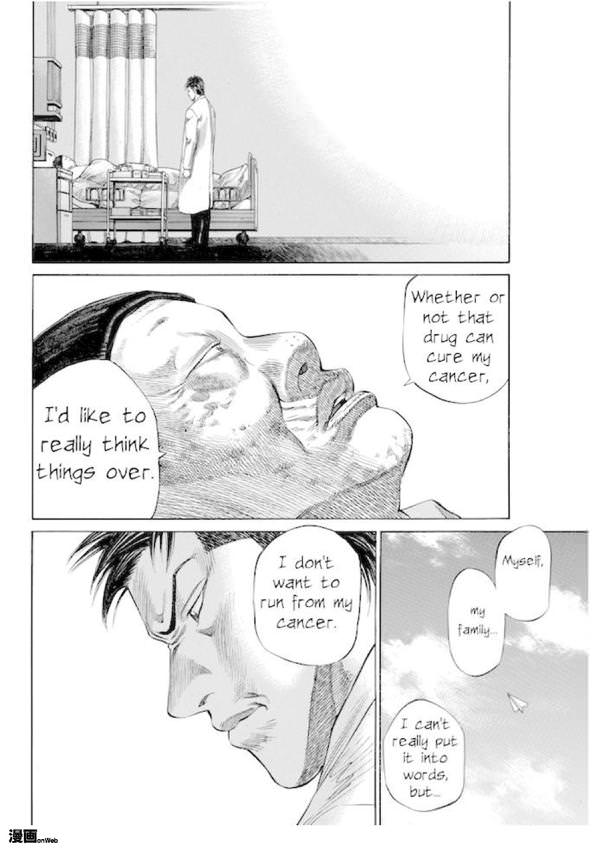 Whether or
not that
drug can
cure my
cancer,
I'd like to
really think
things over.
Myself,
my
family...
I can't
really put
it into
words,
but...
I don't
want to
run from my
cancer.
漫画onWeb